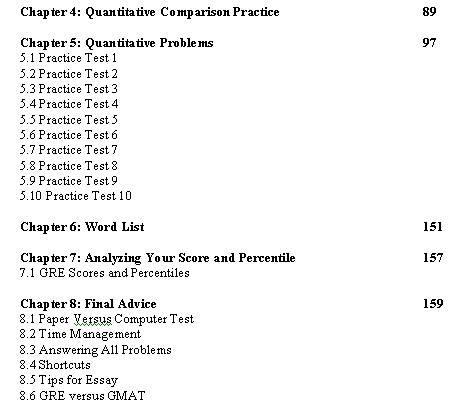 Chapter 4: Quantitative Comparison Practice 89
Chapter 5: Quantitative Problems 97
5.1 Practice Test 1
5.2 Practice Test 2
5.3 Practice Test 3
5.4 Practice Test 4
5.5 Practice Test 5
5.6 Practice Test 6
5.7 Practice Test 7
5.8 Practice Test 8
5.9 Practice Test 9
5.10 Practice Test 10
Chapter 6: Word List 151
Chapter 7: Analyzing Your Score and Percentile 157
7.1 GRE Scores and Percentiles
Chapter 8: Final Advice 159
8.1 Paper Versus Computer Test
8.2 Time Management
8.3 Answering All Problems
8.4 Shortcuts
8.5 Tips for Essay
8.6 GRE versus GMAT